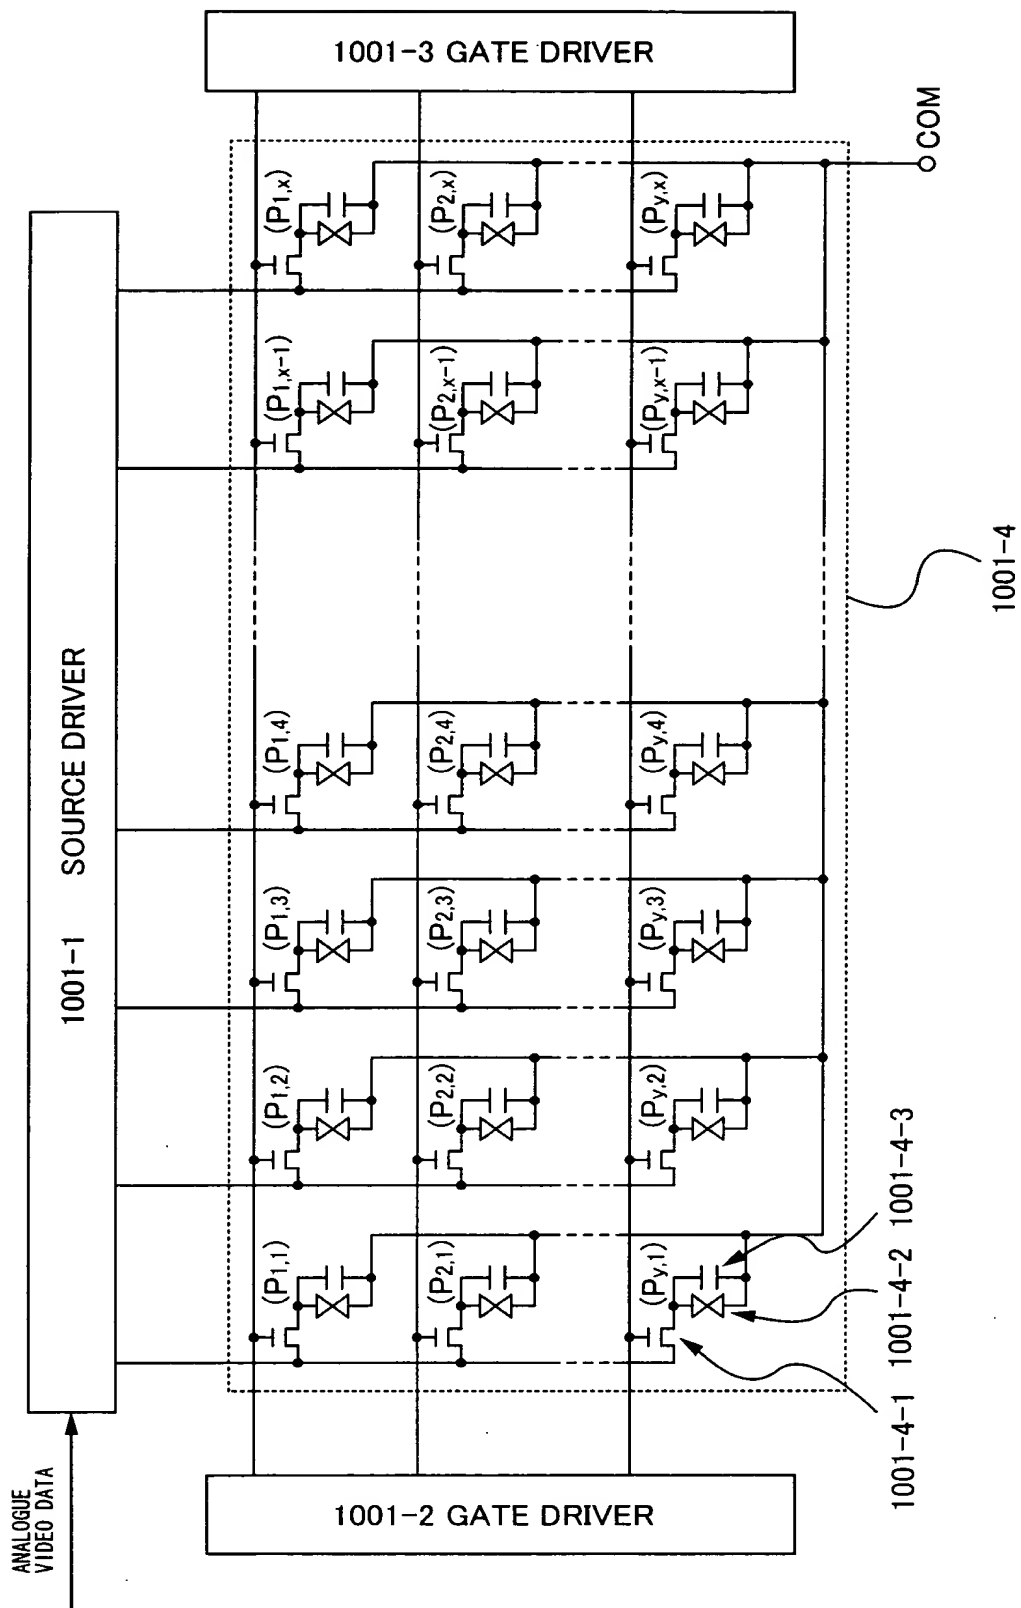 ANALOGUE
VIDEO DATA
1001-1 SOURCE DRIVER
1001-2 GATE DRIVER
1001-3 GATE DRIVER
(P1,1)
(P1,2)
(P1,3)
(P1,4)
(P1,x-1)
(P1,x)
(P2,1)
(P2,2)
(P2,3)
(P2,4)
(P2,x-1)
(P2,x)
(Py,1)
(Py,2)
(Py,3)
(Py,4)
(Py,x-1)
(Py,x)
COM
1001-4-1
1001-4-2
1001-4-3
1001-4